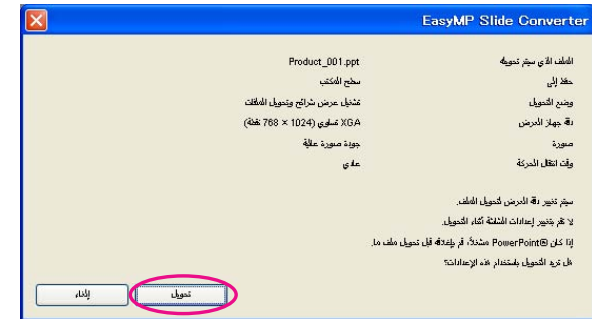 EasyMP Slide Converter
الملف الذي سيتم تحويله Product_001.ppt
حفظ إلى سطح المكتب
وضع التحويل تشغيل عرض شرائح وتحويل الملفات
دقة جهاز العرض XGA تساوي (1024 × 768 نقطة)
صورة جودة صورة عالية
وقت انتقال الحركة عادي
سيتم تغيير دقة العرض لتحويل الملف.
لا تقم بتغيير إعدادات الشاشة أثناء التحويل.
إذا كان PowerPoint® مشغلاً، قم بإغلاقه قبل تحويل ملف ما.
هل تريد التحويل باستخدام هذه الإعدادات؟
تحويل
إلغاء